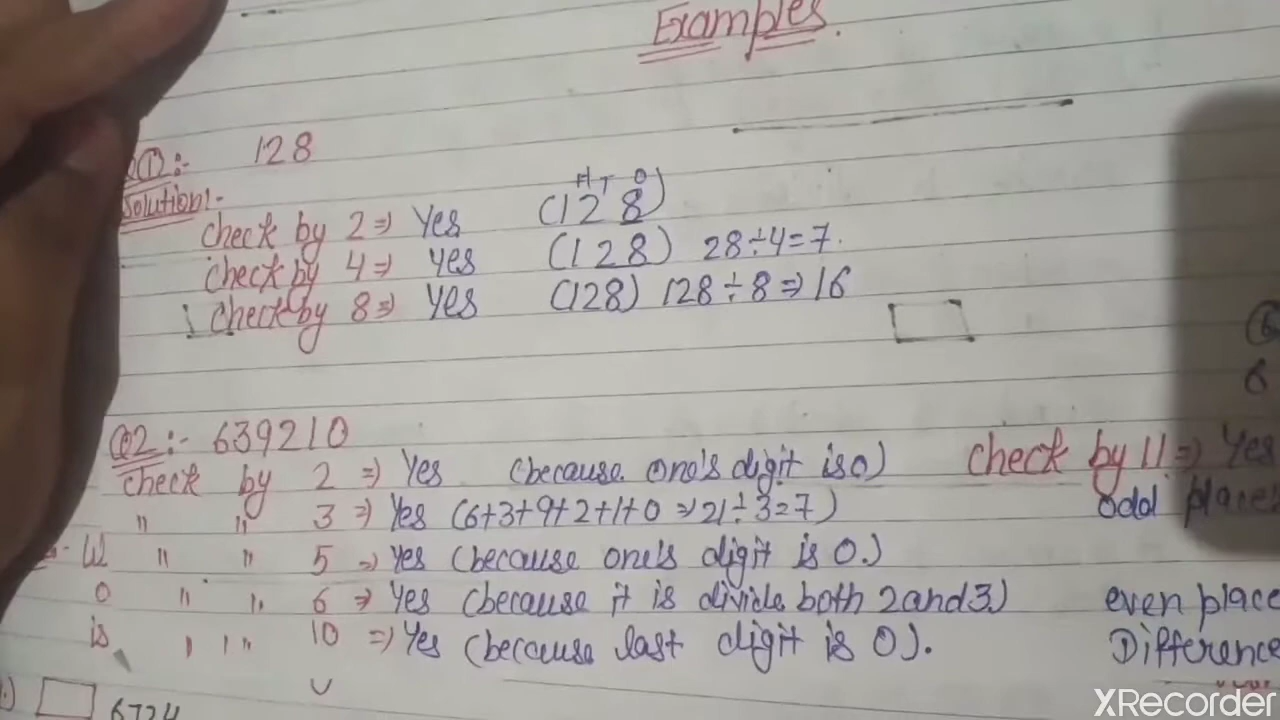 Examples.
Q1:- 128
Solution:-
H T O
check by 2 ⇒ Yes (128)
check by 4 ⇒ yes (128) 28÷4=7.
check by 8 ⇒ yes (128) 128÷8⇒16
Q2:- 639210
check by 2 ⇒ Yes (because one's digit is 0)
" " 3 ⇒ Yes (6+3+9+2+1+0 ⇒ 21÷3=7)
" " 5 ⇒ Yes (because one's digit is 0.)
" " 6 ⇒ Yes (because it is divide both 2 and 3)
" " 10 ⇒ Yes (because last digit is 0).
check by 11 ⇒ Yes
odd place
even place
Difference
is
6724
XRecorder